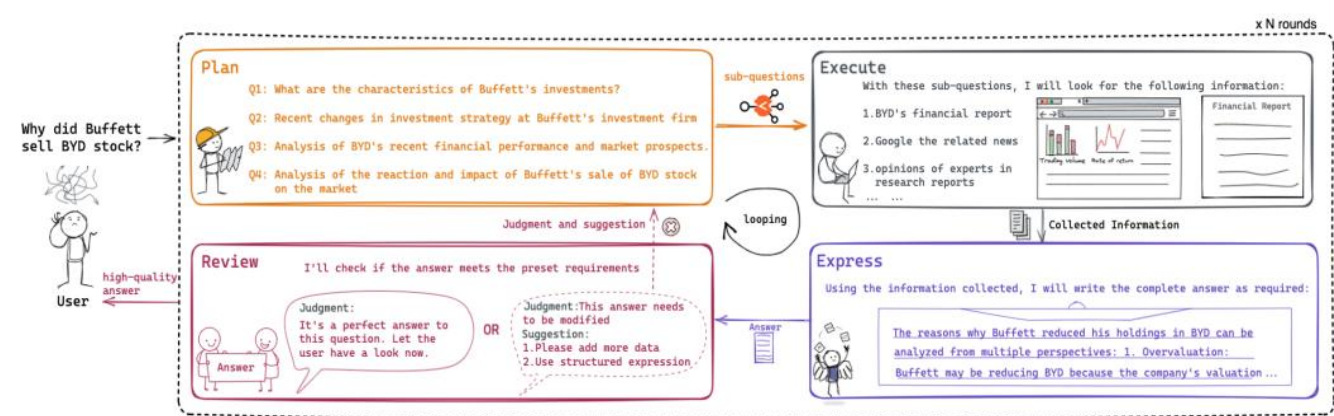 x N rounds
Plan
Q1: What are the characteristics of Buffett's investments?
Q2: Recent changes in investment strategy at Buffett's investment firm
Q3: Analysis of BYD's recent financial performance and market prospects.
Q4: Analysis of the reaction and impact of Buffett's sale of BYD stock
on the market
sub-questions
Execute
With these sub-questions, I will look for the following information:
1.BYD's financial report
2.Google the related news
3.opinions of experts in
research reports
... ...
Trading volume
Rate of return
Financial Report
Why did Buffett
sell BYD stock?
User
high-quality
answer
looping
Judgment and suggestion
Collected Information
Review
I'll check if the answer meets the preset requirements
Judgment:
It's a perfect answer to
this question. Let the
user have a look now.
OR
Judgment:This answer needs
to be modified
Suggestion:
1.Please add more data
2.Use structured expression
Answer
Answer
Express
Using the information collected, I will write the complete answer as required:
The reasons why Buffett reduced his holdings in BYD can be
analyzed from multiple perspectives: 1. Overvaluation:
Buffett may be reducing BYD because the company's valuation ...